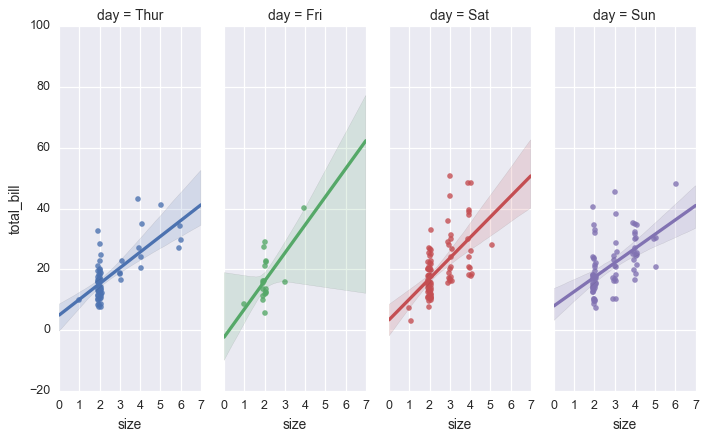 day = Thur day = Fri day = Sat day = Sun
100
80
60
40
20
0
−20
total_bill
0 1 2 3 4 5 6 7 0 1 2 3 4 5 6 7 0 1 2 3 4 5 6 7 0 1 2 3 4 5 6 7
size size size size